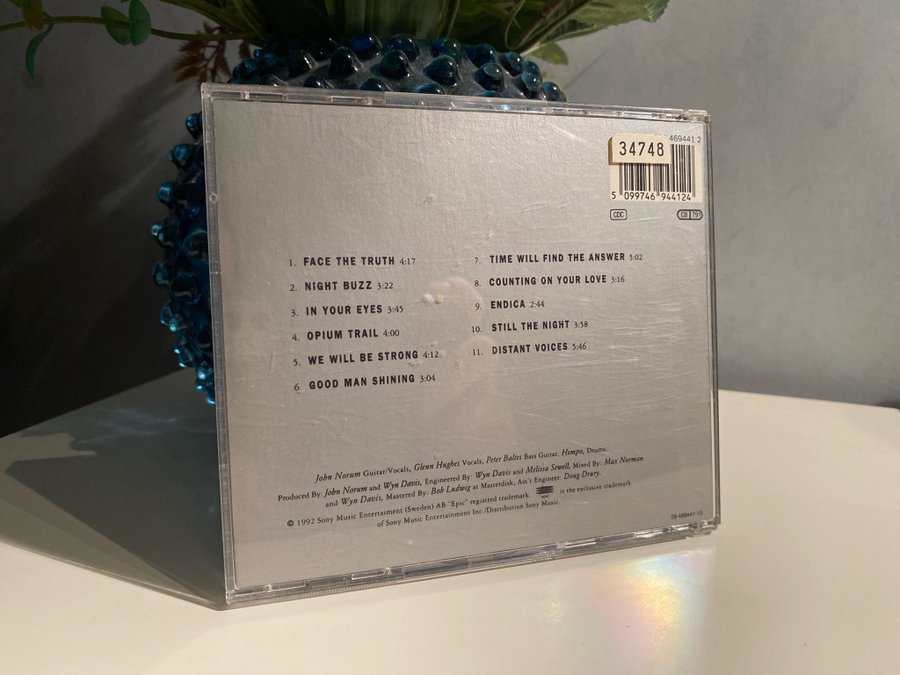 469441 2
34748
5 099746 944124
CDC
CB 791
1. FACE THE TRUTH 4:17
2. NIGHT BUZZ 3:22
3. IN YOUR EYES 3:45
4. OPIUM TRAIL 4:00
5. WE WILL BE STRONG 4:12
6. GOOD MAN SHINING 3:04
7. TIME WILL FIND THE ANSWER 5:02
8. COUNTING ON YOUR LOVE 3:16
9. ENDICA 2:44
10. STILL THE NIGHT 3:58
11. DISTANT VOICES 5:46
John Norum Guitar/Vocals, Glenn Hughes Vocals, Peter Baltes Bass Guitar, Hempo, Drums.
Produced By: John Norum and Wyn Davis, Engineered By: Wyn Davis and Melissa Sewell, Mixed By: Max Norman
and Wyn Davis, Mastered By: Bob Ludwig at Masterdisk, Ass't Engineer: Doug Drury.
© 1992 Sony Music Entertaiment (Sweden) AB "Epic" registred trademark. is the exclusive trademark
of Sony Music Entertainment Inc /Distribution Sony Music.
09-469441-10